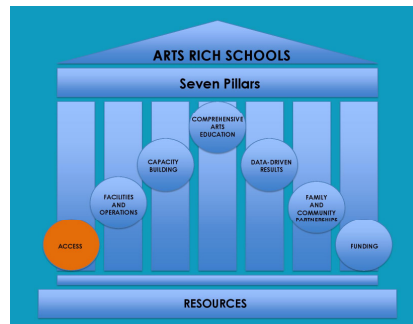 ARTS RICH SCHOOLS
Seven Pillars
COMPREHENSIVE
ARTS
EDUCATION
CAPACITY
BUILDING
DATA-DRIVEN
RESULTS
FACILITIES
AND
OPERATIONS
FAMILY
AND
COMMUNITY
PARTNERSHIPS
ACCESS
FUNDING
RESOURCES